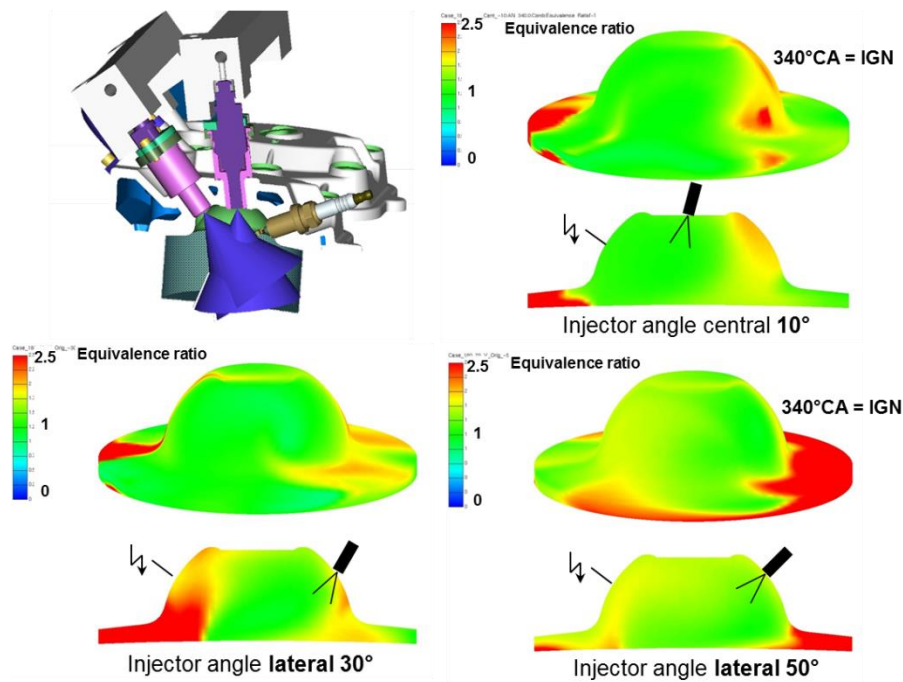 2.5
Equivalence ratio
340°CA = IGN
1
0
Injector angle central 10°
2.5
Equivalence ratio
1
0
Injector angle lateral 30°
2.5
Equivalence ratio
340°CA = IGN
1
0
Injector angle lateral 50°